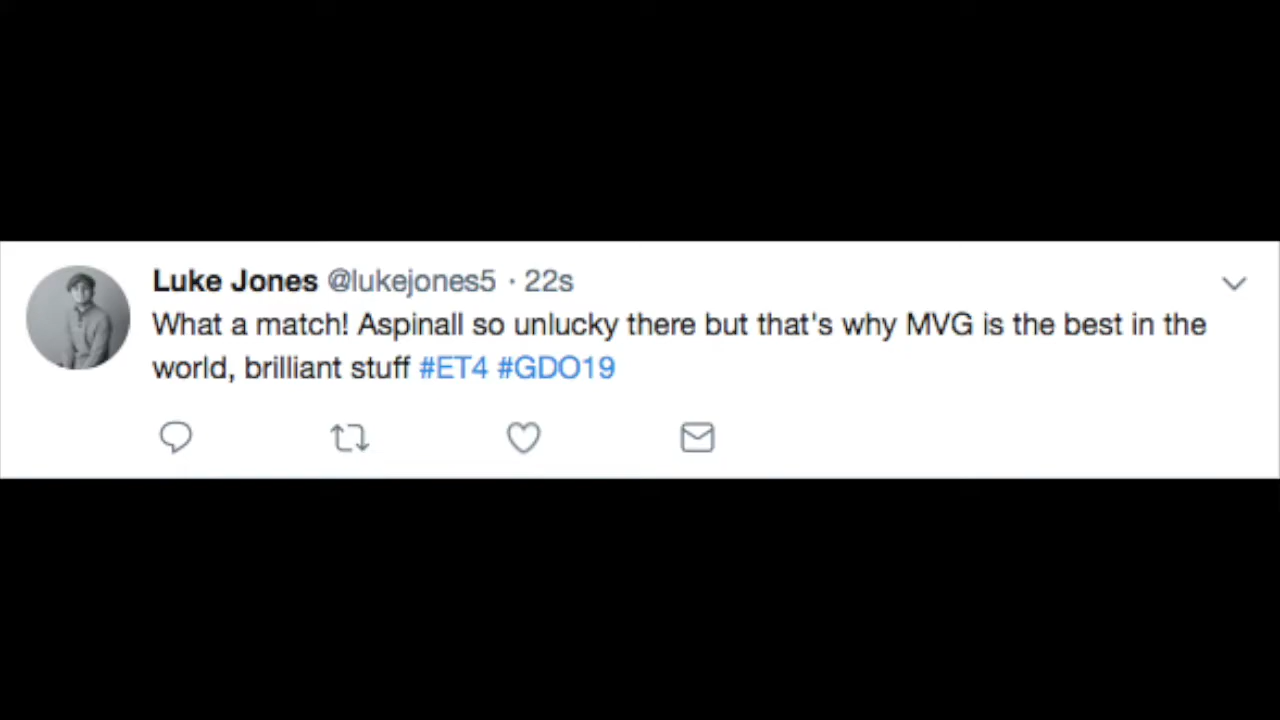 Luke Jones @lukejones5 · 22s
What a match! Aspinall so unlucky there but that's why MVG is the best in the
world, brilliant stuff #ET4 #GDO19